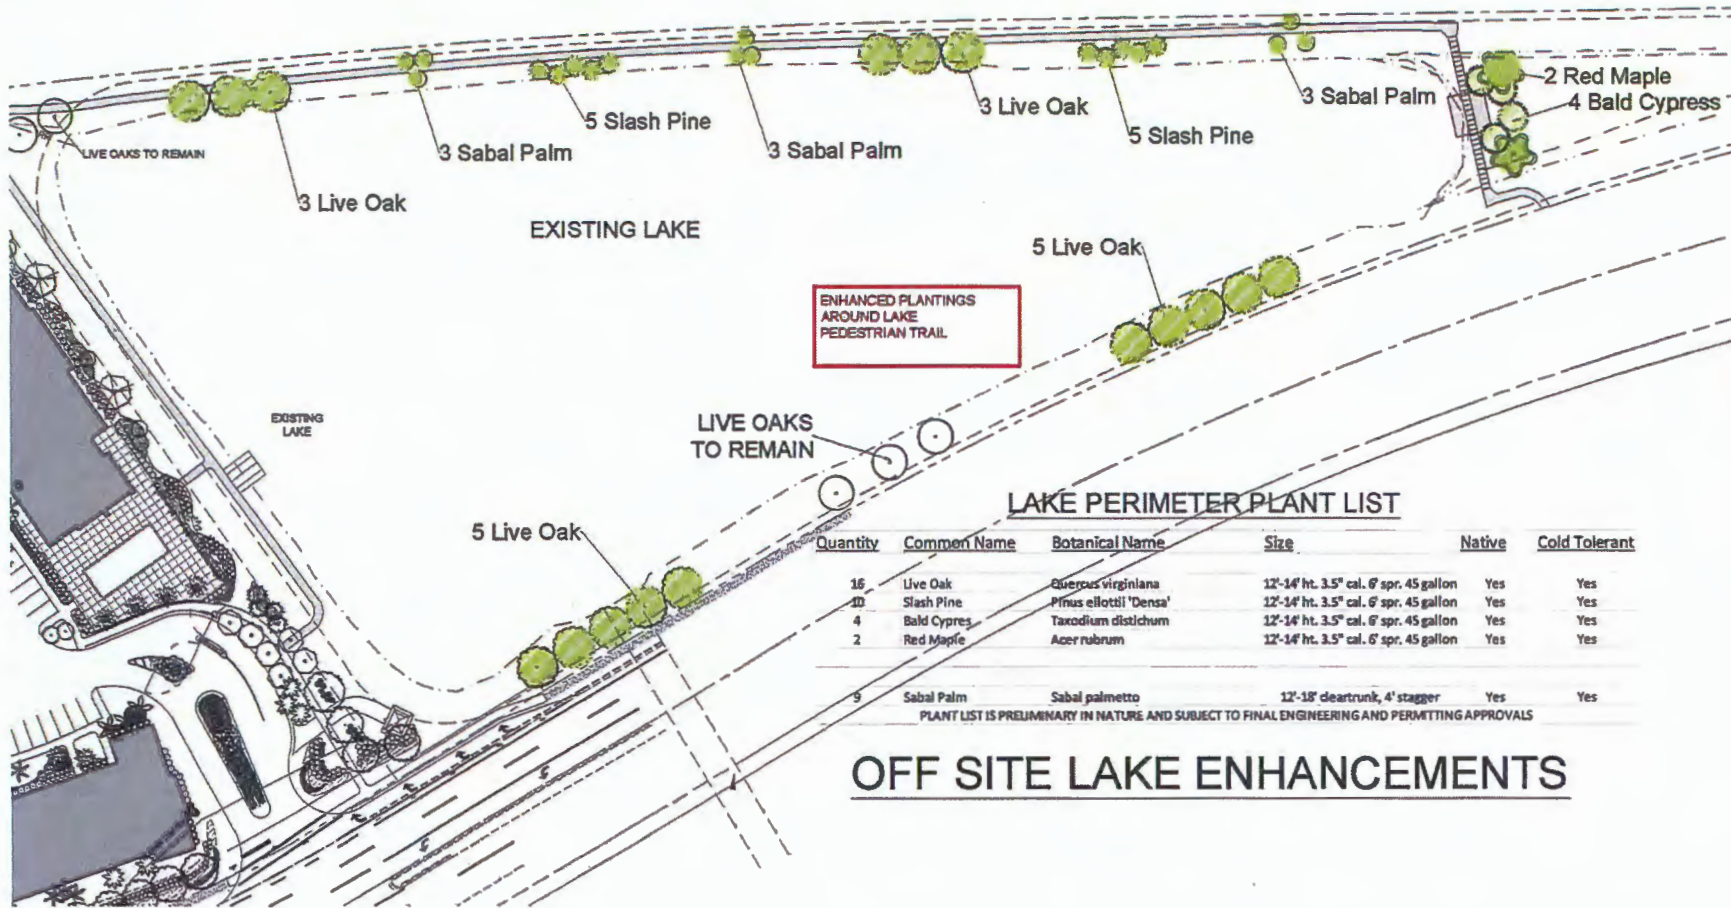 2 Red Maple
4 Bald Cypress
3 Sabal Palm
3 Live Oak
5 Slash Pine
5 Slash Pine
LIVE OAKS TO REMAIN
3 Sabal Palm
3 Sabal Palm
3 Live Oak
EXISTING LAKE
5 Live Oak
ENHANCED PLANTINGS
AROUND LAKE
PEDESTRIAN TRAIL
EXISTING
LAKE
LIVE OAKS
TO REMAIN
5 Live Oak
LAKE PERIMETER PLANT LIST
Quantity Common Name Botanical Name Size Native Cold Tolerant
16 Live Oak Quercus virginiana 12'-14' ht. 3.5" cal. 6' spr. 45 gallon Yes Yes
10 Slash Pine Pinus ellottii 'Densa' 12'-14' ht. 3.5" cal. 6' spr. 45 gallon Yes Yes
4 Bald Cypres Taxodium distichum 12'-14' ht. 3.5" cal. 6' spr. 45 gallon Yes Yes
2 Red Maple Acer rubrum 12'-14' ht. 3.5" cal. 6' spr. 45 gallon Yes Yes
9 Sabal Palm Sabal palmetto 12'-18' cleartrunk, 4' stagger Yes Yes
PLANT LIST IS PRELIMINARY IN NATURE AND SUBJECT TO FINAL ENGINEERING AND PERMITTING APPROVALS
OFF SITE LAKE ENHANCEMENTS